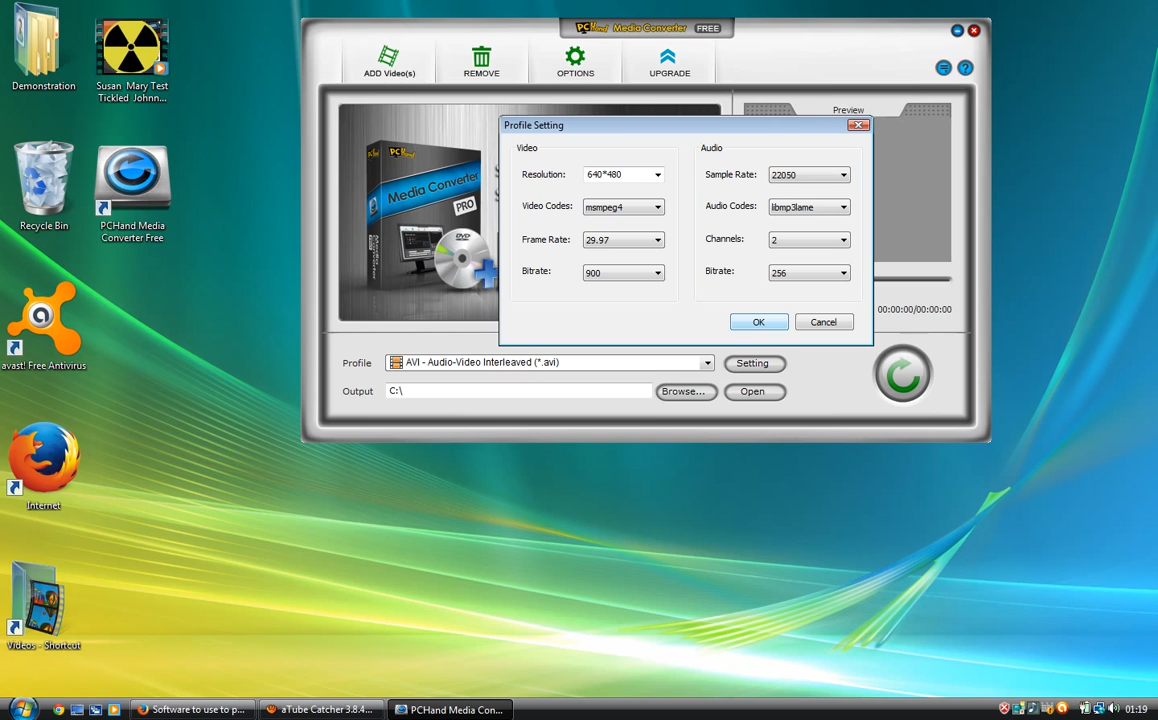 Demonstration
Susan Mary Test
Tickled Johnn...
Recycle Bin
PCHand Media
Converter Free
avast! Free Antivirus
Internet
Videos - Shortcut
PCHand Media Converter FREE
ADD Video(s)
REMOVE
OPTIONS
UPGRADE
Preview
Media Converter
PRO
DVD
Profile Setting
Video
Resolution: 640*480
Video Codes: msmpeg4
Frame Rate: 29.97
Bitrate: 900
Audio
Sample Rate: 22050
Audio Codes: libmp3lame
Channels: 2
Bitrate: 256
OK
Cancel
00:00:00/00:00:00
Profile AVI - Audio-Video Interleaved (*.avi) Setting
Output C:\ Browse... Open
Software to use to p...
aTube Catcher 3.8.4...
PCHand Media Con...
01:19